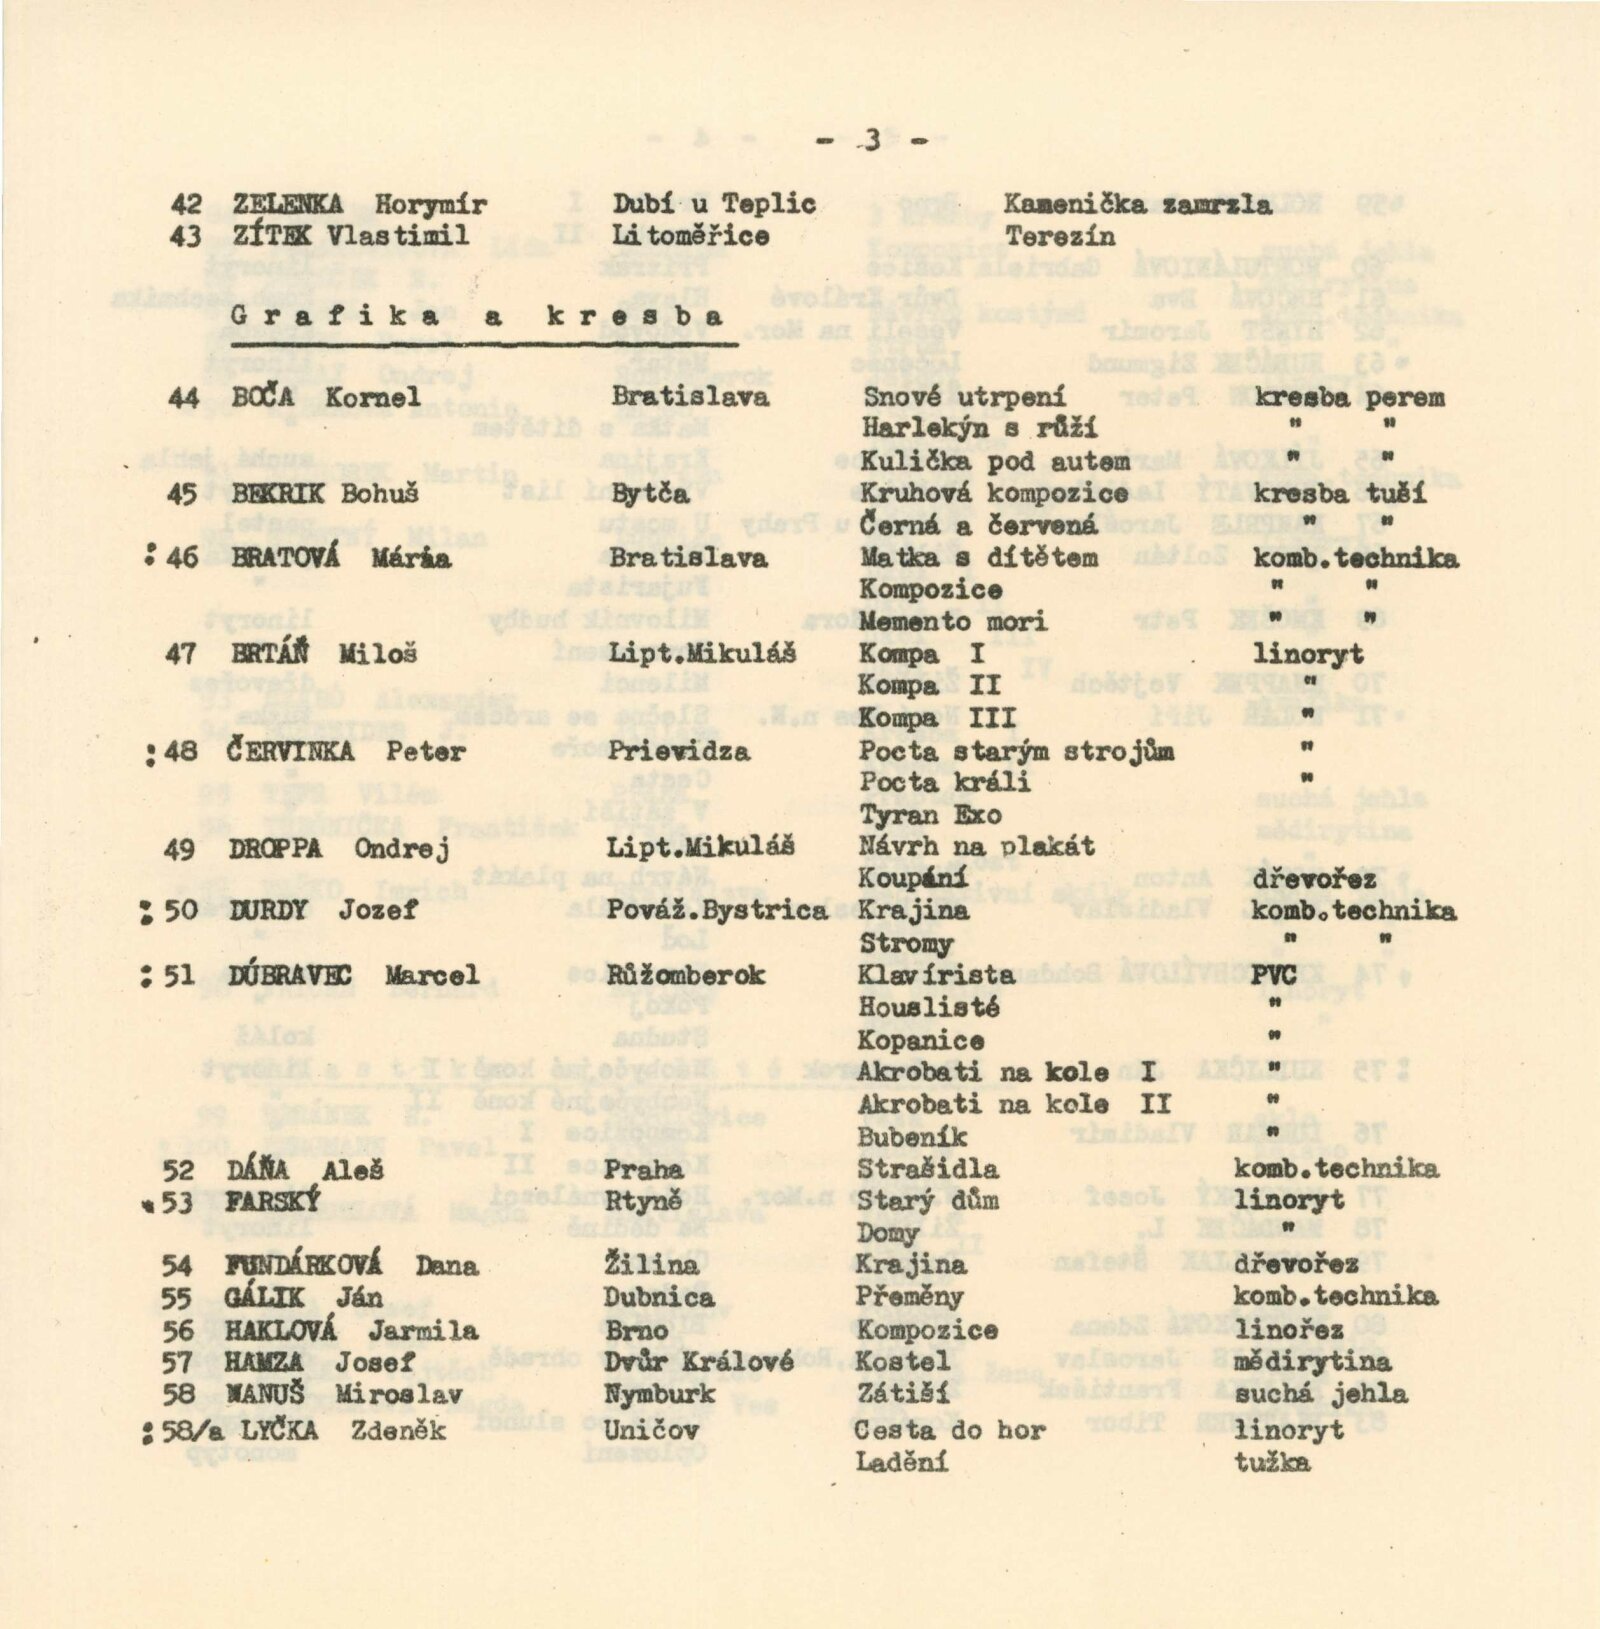 - 3 -
42 ZELENKA Horymír Dubí u Teplic Kamenička zamrzla
43 ZÍTEK Vlastimil Litoměřice Terezín
Grafika a kresba
44 BOČA Kornel Bratislava Snové utrpení kresba perem
Harlekýn s růží " "
Kulička pod autem " "
45 BEKRIK Bohuš Bytča Kruhová kompozice kresba tuší
Černá a červená " "
: 46 BRATOVÁ Mária Bratislava Matka s dítětem komb.technika
Kompozice " "
Memento mori " "
47 BRTÁŇ Miloš Lipt.Mikuláš Kompa I linoryt
Kompa II "
Kompa III "
: 48 ČERVINKA Peter Prievidza Pocta starým strojům "
Pocta králi "
Tyran Exo
49 DROPPA Ondrej Lipt.Mikuláš Návrh na plakát
Koupání dřevořez
: 50 DURDY Jozef Považ.Bystrica Krajina komb.technika
Stromy " "
: 51 DÚBRAVEC Marcel Růžomberok Klavírista PVC
Houslisté "
Kopanice "
Akrobati na kole I "
Akrobati na kole II "
Bubeník "
52 DÁŇA Aleš Praha Strašidla komb.technika
. 53 FARSKÝ Rtyně Starý dům linoryt
Domy "
54 FUNDÁRKOVÁ Dana Žilina Krajina dřevořez
55 GÁLIK Ján Dubnica Přeměny komb.technika
56 HAKLOVÁ Jarmila Brno Kompozice linořez
57 HAMZA Josef Dvůr Králové Kostel mědirytina
58 HANUŠ Miroslav Nymburk Zátiší suchá jehla
: 58/a LYČKA Zdeněk Uničov Cesta do hor linoryt
Ladění tužka